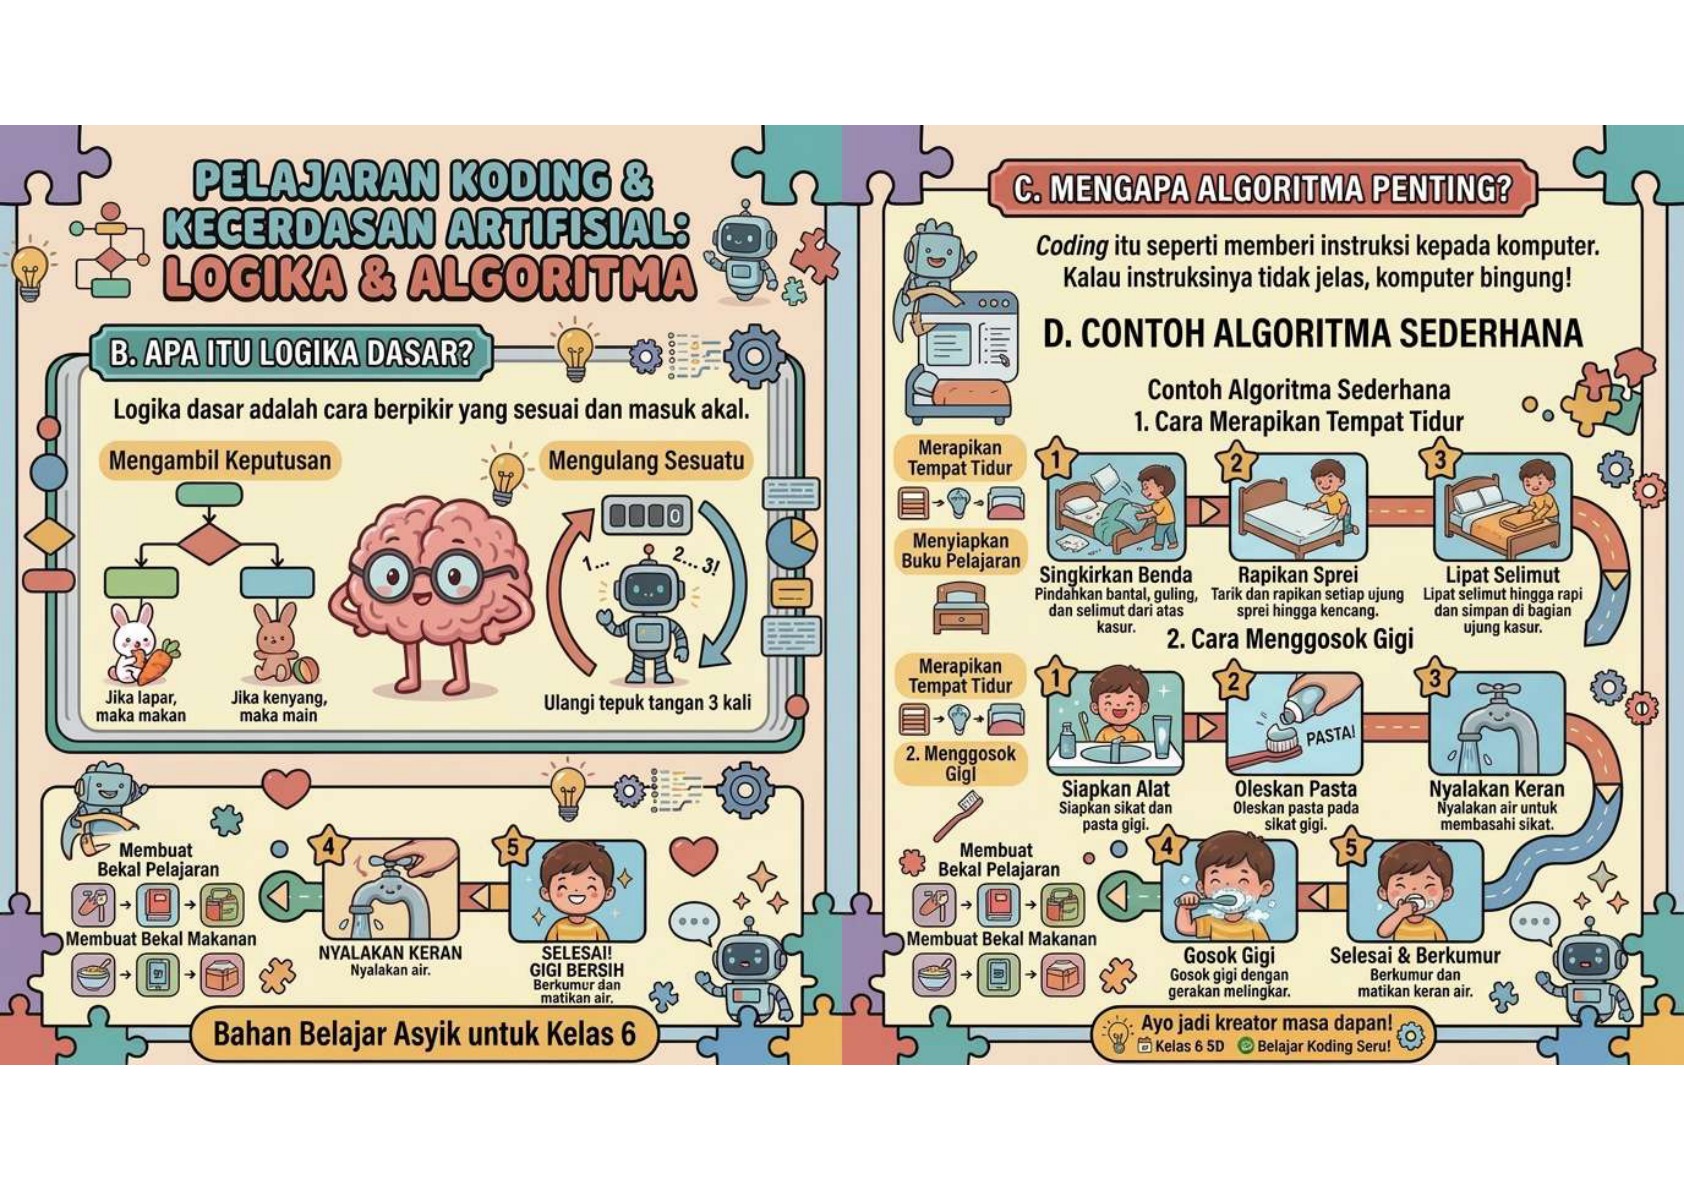 PELAJARAN KODING &
KECERDASAN ARTIFISIAL:
LOGIKA & ALGORITMA
B. APA ITU LOGIKA DASAR?
Logika dasar adalah cara berpikir yang sesuai dan masuk akal.
Mengambil Keputusan
Mengulang Sesuatu
0
1...
2... 3!
Jika lapar,
maka makan
Jika kenyang,
maka main
Ulangi tepuk tangan 3 kali
Membuat
Bekal Pelajaran
Membuat Bekal Makanan
4
NYALAKAN KERAN
Nyalakan air.
5
SELESAI!
GIGI BERSIH
Berkumur dan
matikan air.
Bahan Belajar Asyik untuk Kelas 6
C. MENGAPA ALGORITMA PENTING?
Coding itu seperti memberi instruksi kepada komputer.
Kalau instruksinya tidak jelas, komputer bingung!
D. CONTOH ALGORITMA SEDERHANA
Contoh Algoritma Sederhana
1. Cara Merapikan Tempat Tidur
Merapikan
Tempat Tidur
Menyiapkan
Buku Pelajaran
1
Singkirkan Benda
Pindahkan bantal, guling,
dan selimut dari atas
kasur.
2
Rapikan Sprei
Tarik dan rapikan setiap ujung
sprei hingga kencang.
3
Lipat Selimut
Lipat selimut hingga rapi
dan simpan di bagian
ujung kasur.
2. Cara Menggosok Gigi
Merapikan
Tempat Tidur
2. Menggosok
Gigi
1
Siapkan Alat
Siapkan sikat dan
pasta gigi.
2
PASTA!
Oleskan Pasta
Oleskan pasta pada
sikat gigi.
3
Nyalakan Keran
Nyalakan air untuk
membasahi sikat.
Membuat
Bekal Pelajaran
Membuat Bekal Makanan
4
Gosok Gigi
Gosok gigi dengan
gerakan melingkar.
5
Selesai & Berkumur
Berkumur dan
matikan keran air.
Ayo jadi kreator masa dapan!
Kelas 6 5D Belajar Koding Seru!